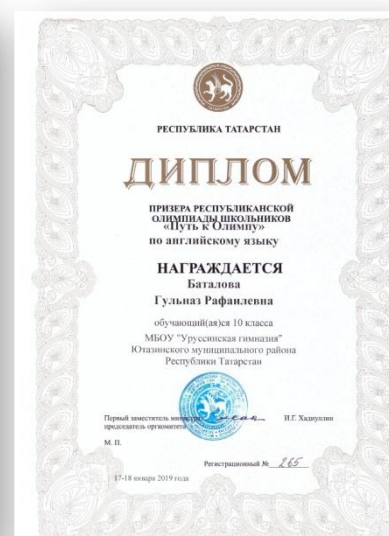 РЕСПУБЛИКА ТАТАРСТАН
ДИПЛОМ
ПРИЗЕРА РЕСПУБЛИКАНСКОЙ
ОЛИМПИАДЫ ШКОЛЬНИКОВ
«Путь к Олимпу»
по английскому языку
НАГРАЖДАЕТСЯ
Баталова
Гульназ Рафаилевна
обучающий(ая)ся 10 класса
МБОУ "Уруссинская гимназия"
Ютазинского муниципального района
Республики Татарстан
Первый заместитель министра
И.Г. Хадиуллин
председатель оргкомитета
М. П.
Регистрационный № 265
17-18 января 2019 года